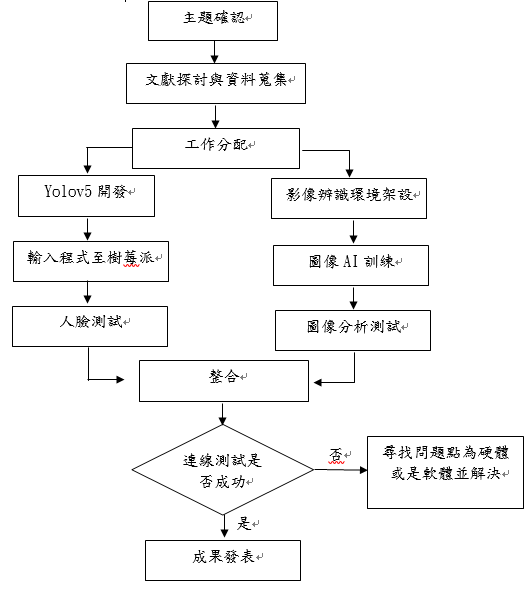 主題確認
文獻探討與資料蒐集
工作分配
Yolov5 開發
影像辨識環境架設
輸入程式至樹莓派
圖像 AI 訓練
人臉測試
圖像分析測試
整合
連線測試是
否成功
否
尋找問題點為硬體
或是軟體並解決
是
成果發表